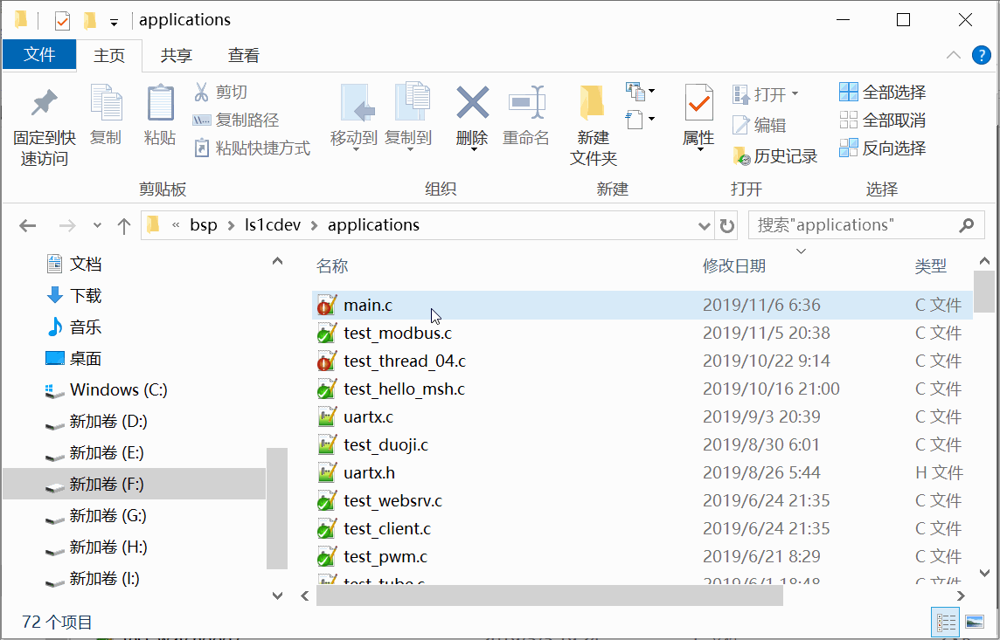 applications
文件 主页 共享 查看
固定到快速访问
复制
粘贴
剪切
复制路径
粘贴快捷方式
剪贴板
移动到 复制到 删除 重命名
组织
新建文件夹
新建
属性
打开
编辑
历史记录
打开
全部选择
全部取消
反向选择
选择
« bsp › ls1cdev › applications
搜索"applications"
文档
下载
音乐
桌面
Windows (C:)
新加卷 (D:)
新加卷 (E:)
新加卷 (F:)
新加卷 (G:)
新加卷 (H:)
新加卷 (I:)
名称 修改日期 类型
main.c 2019/11/6 6:36 C 文件
test_modbus.c 2019/11/5 20:38 C 文件
test_thread_04.c 2019/10/22 9:14 C 文件
test_hello_msh.c 2019/10/16 21:00 C 文件
uartx.c 2019/9/3 20:39 C 文件
test_duoji.c 2019/8/30 6:01 C 文件
uartx.h 2019/8/26 5:44 H 文件
test_websrv.c 2019/6/24 21:35 C 文件
test_client.c 2019/6/24 21:35 C 文件
test_pwm.c 2019/6/21 8:29 C 文件
test_tube.c 2019/6/1 18:48 C 文件
72 个项目